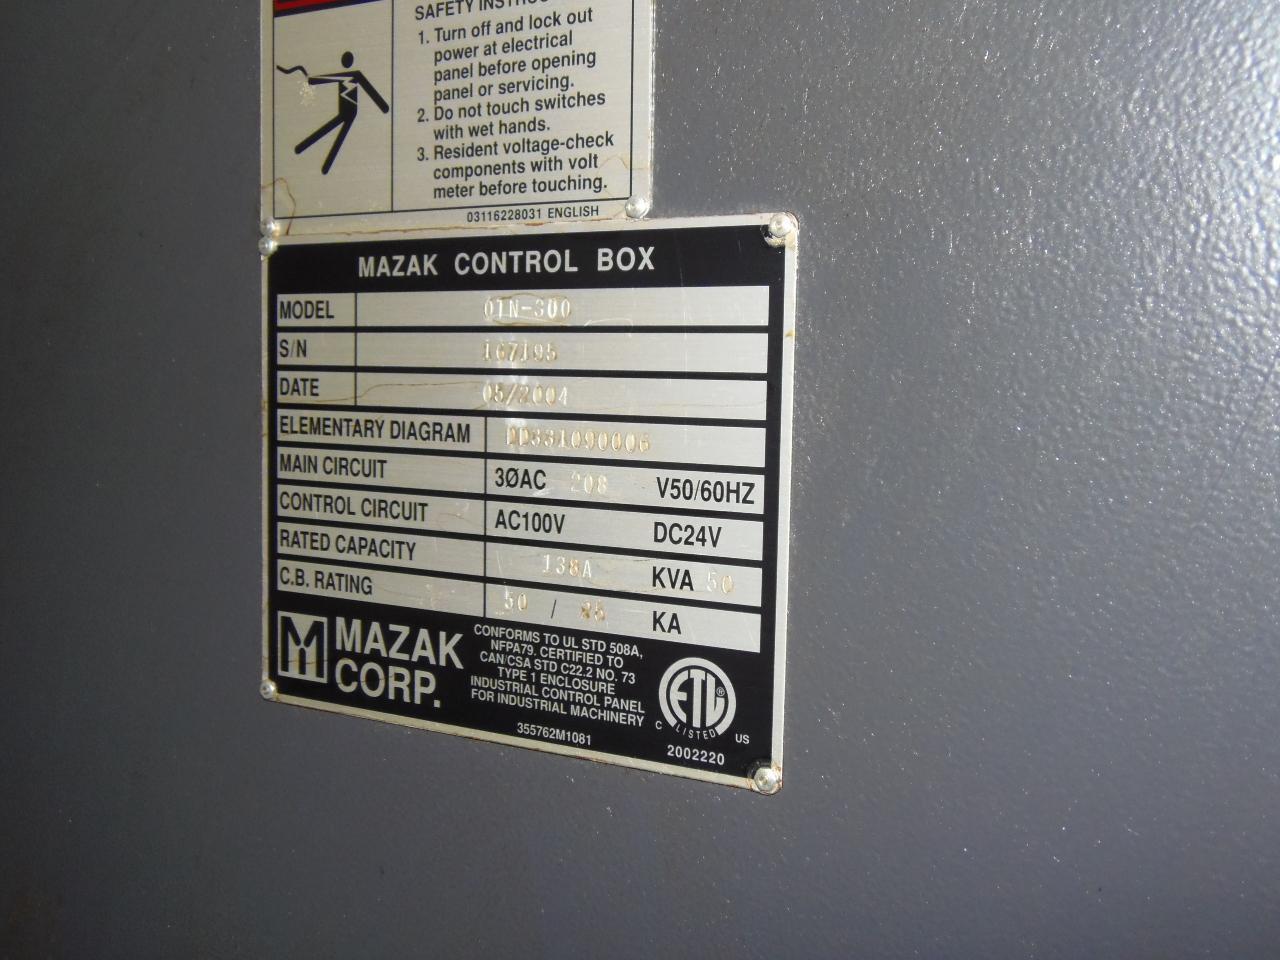 SAFETY
1. Turn off and lock out
power at electrical
panel before opening
panel or servicing.
2. Do not touch switches
with wet hands.
3. Resident voltage-check
components with volt
meter before touching.
03116228031 ENGLISH
MAZAK CONTROL BOX
MODEL
S/N 167195
DATE 05/2004
ELEMENTARY DIAGRAM
MAIN CIRCUIT 3ØAC 208 V50/60HZ
CONTROL CIRCUIT AC100V DC24V
RATED CAPACITY 138A KVA 50
C.B. RATING 50 / KA
M MAZAK
CORP.
CONFORMS TO UL STD 508A,
NFPA79. CERTIFIED TO
CAN/CSA STD C22.2 NO. 73
TYPE 1 ENCLOSURE
INDUSTRIAL CONTROL PANEL
FOR INDUSTRIAL MACHINERY
ETL ®
C LISTED US
355762M1081
2002220